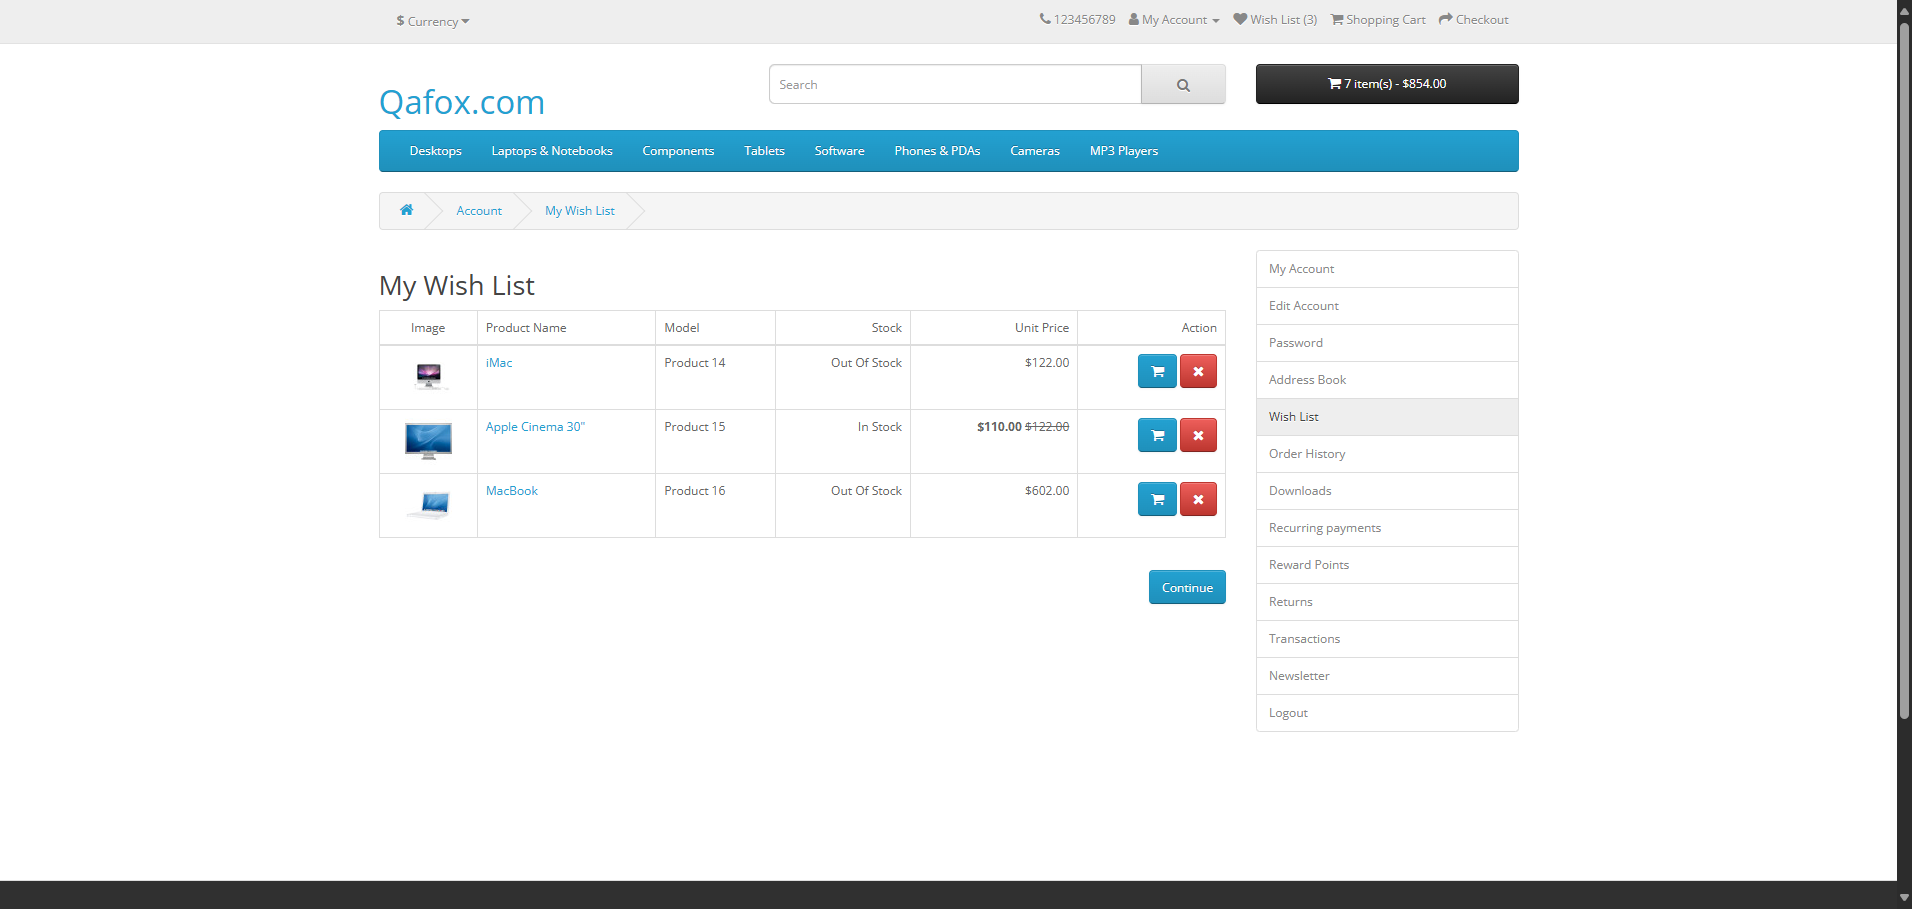 $ Currency
123456789 My Account Wish List (3) Shopping Cart Checkout
Qafox.com
Search
7 item(s) - $854.00
Desktops Laptops & Notebooks Components Tablets Software Phones & PDAs Cameras MP3 Players
Account My Wish List
My Wish List
Image Product Name Model Stock Unit Price Action
iMac Product 14 Out Of Stock $122.00
Apple Cinema 30" Product 15 In Stock $110.00 $122.00
MacBook Product 16 Out Of Stock $602.00
Continue
My Account
Edit Account
Password
Address Book
Wish List
Order History
Downloads
Recurring payments
Reward Points
Returns
Transactions
Newsletter
Logout